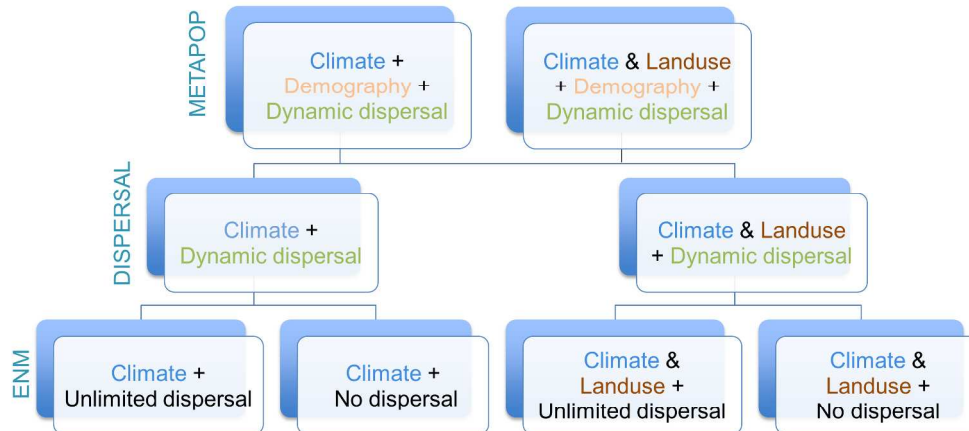 METAPOP
Climate +
Demography +
Dynamic dispersal
Climate & Landuse
+ Demography +
Dynamic dispersal
DISPERSAL
Climate +
Dynamic dispersal
Climate & Landuse
+ Dynamic dispersal
ENM
Climate +
Unlimited dispersal
Climate +
No dispersal
Climate &
Landuse +
Unlimited dispersal
Climate &
Landuse +
No dispersal